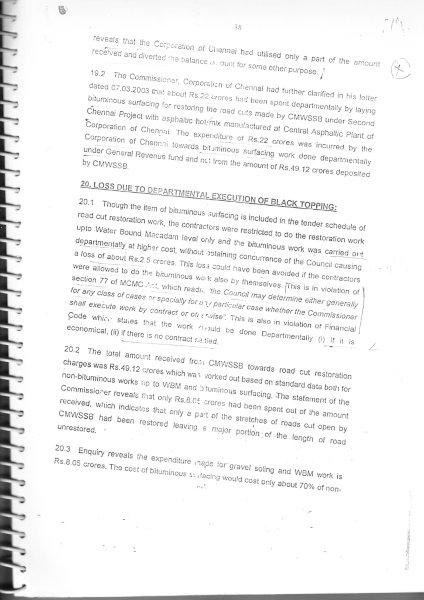 38
reveals that the Corporation of Chennai had utilised only a part of the amount
received and diverted the balance amount for some other purpose.
19.2 The Commissioner, Corporation of Chennai had further clarified in his letter
dated 07.03.2003 that about Rs.22 crores had been spent departmentally by laying
bituminous surfacing for restoring the road cuts made by CMWSSB under Second
Chennai Project with asphaltic hotmix manufactured at Central Asphaltic Plant of
Corporation of Chennai. The expenditure of Rs.22 crores was incurred by the
Corporation of Chennai towards bituminous surfacing work done departmentally
under General Revenue fund and not from the amount of Rs.49.12 crores deposited
by CMWSSB.
20. LOSS DUE TO DEPARTMENTAL EXECUTION OF BLACK TOPPING:
20.1 Though the item of bituminous surfacing is included in the tender schedule of
road cut restoration work, the contractors were restricted to do the restoration work
upto Water Bound Macadam level only and the bituminous work was carried out
departmentally at higher cost, without obtaining concurrence of the Council causing
a loss of about Rs.2.5 crores. This loss could have been avoided if the contractors
were allowed to do the bituminous work also by themselves. This is in violation of
section 77 of MCMC Act, which reads, "the Council may determine either generally
for any class of cases or specially for any particular case whether the Commissioner
shall execute work by contract or otherwise". This is also in violation of Financial
Code which states that the work should be done Departmentally (i) If it is
economical, (ii) if there is no contract settled.
20.2 The total amount received from CMWSSB towards road cut restoration
charges was Rs.49.12 crores which was worked out based on standard data both for
non-bituminous works up to WBM and bituminous surfacing. The statement of the
Commissioner reveals that only Rs.8.05 crores had been spent out of the amount
received, which indicates that only a part of the stretches of roads cut open by
CMWSSB had been restored leaving a major portion of the length of road
unrestored.
20.3 Enquiry reveals the expenditure made for gravel soling and WBM work is
Rs.8.05 crores. The cost of bituminous surfacing would cost only about 70% of non-